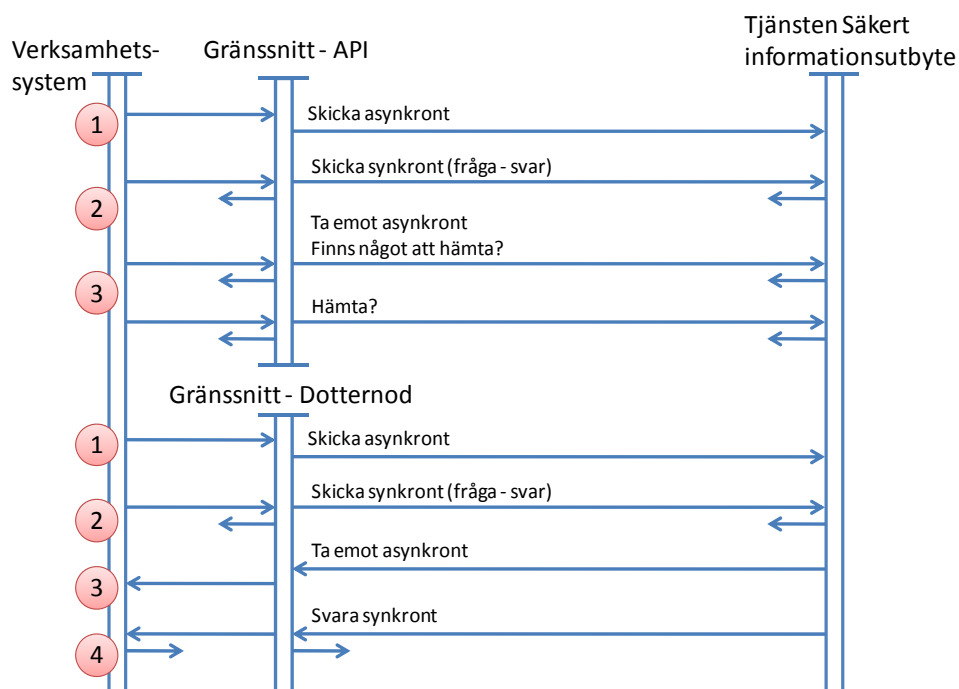 Verksamhets-
system
Gränssnitt - API
Tjänsten Säkert
informationsutbyte
1
Skicka asynkront
Skicka synkront (fråga - svar)
2
Ta emot asynkront
Finns något att hämta?
3
Hämta?
Gränssnitt - Dotternod
1
Skicka asynkront
Skicka synkront (fråga - svar)
2
Ta emot asynkront
3
Svara synkront
4